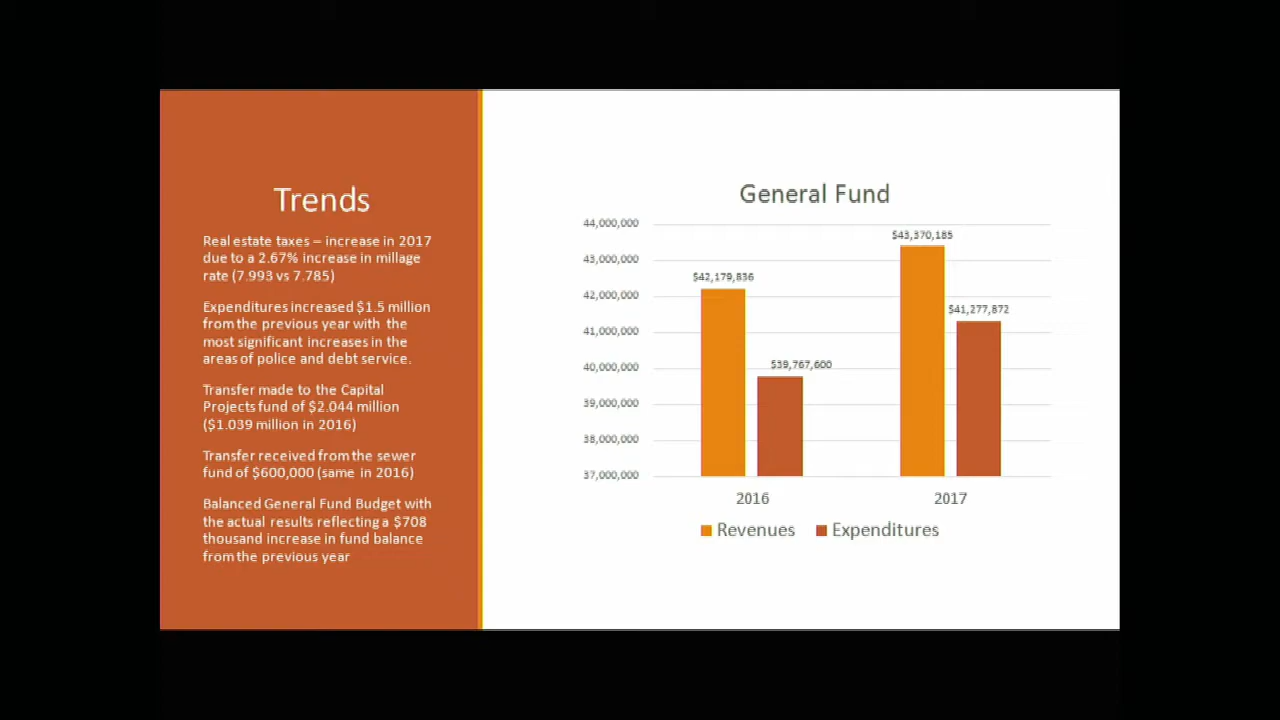 Trends
Real estate taxes – increase in 2017
due to a 2.67% increase in millage
rate (7.993 vs 7.785)
Expenditures increased $1.5 million
from the previous year with the
most significant increases in the
areas of police and debt service.
Transfer made to the Capital
Projects fund of $2.044 million
($1.039 million in 2016)
Transfer received from the sewer
fund of $600,000 (same in 2016)
Balanced General Fund Budget with
the actual results reflecting a $708
thousand increase in fund balance
from the previous year
General Fund
44,000,000
43,000,000
42,000,000
41,000,000
40,000,000
39,000,000
38,000,000
37,000,000
$42,179,836
$39,767,600
$43,370,185
$41,277,872
2016 2017
Revenues Expenditures